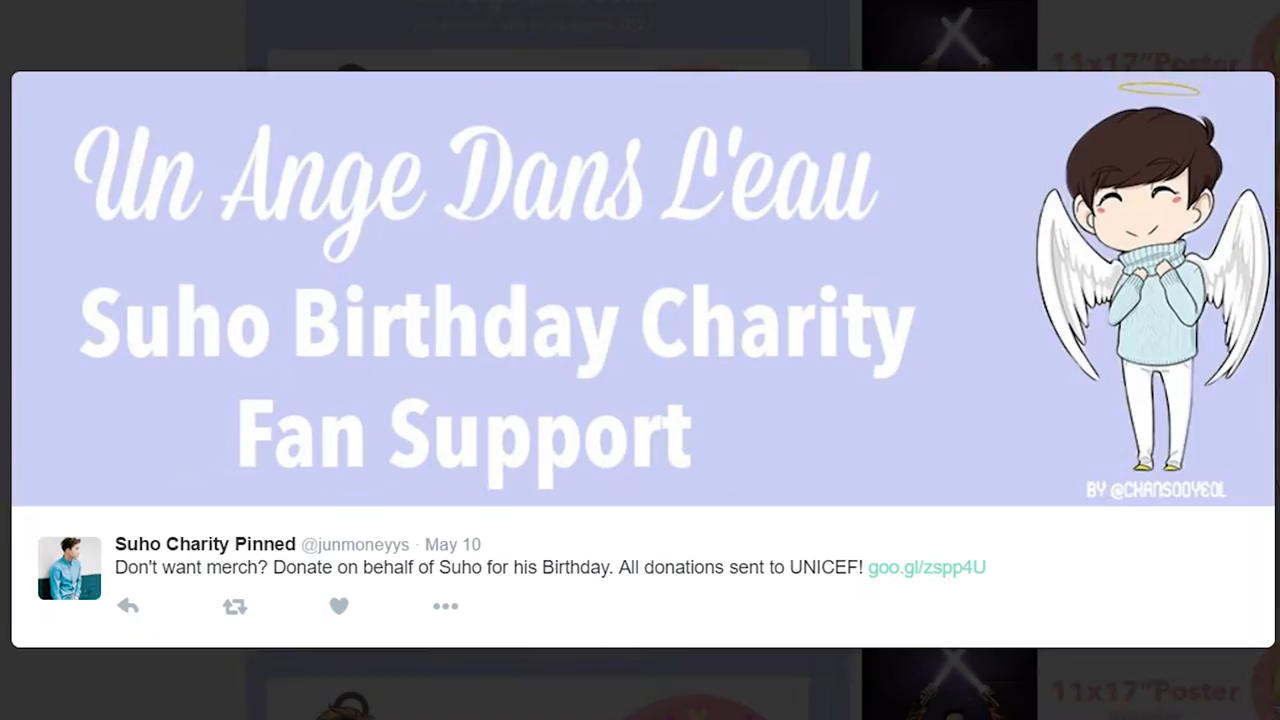 11x17"Poster
Un Ange Dans L'eau
Suho Birthday Charity
Fan Support
BY @CHANSOOYEOL
Suho Charity Pinned @junmoneyys · May 10
Don't want merch? Donate on behalf of Suho for his Birthday. All donations sent to UNICEF! goo.gl/zspp4U
11x17"Poster